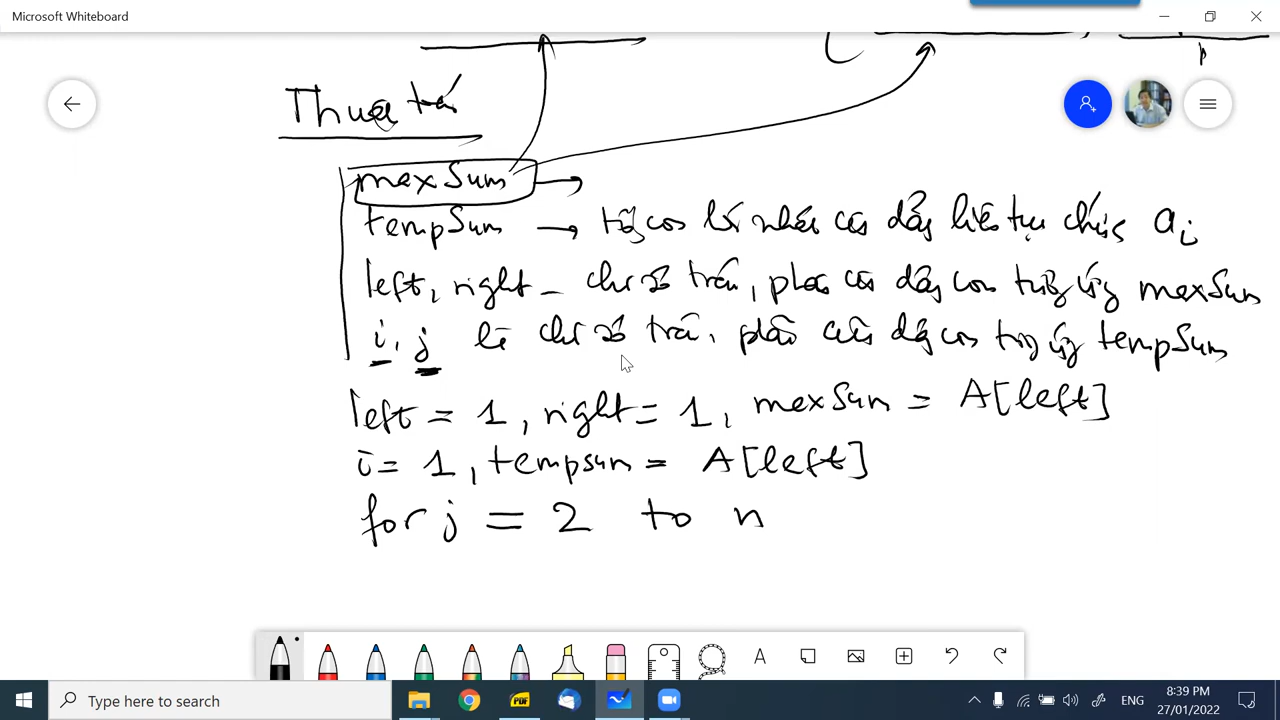 Microsoft Whiteboard
Thuật toán
maxSum →
tempSum → tổng con lớn nhất của dãy liên tục chứa a_i
left, right – chỉ số trái, phải của dãy con tương ứng maxSum
i, j là chỉ số trái, phải của dãy con tương ứng tempSum
left = 1, right = 1, maxSum = A[left]
i = 1, tempsum = A[left]
for j = 2 to n
Type here to search
ENG
8:39 PM
27/01/2022